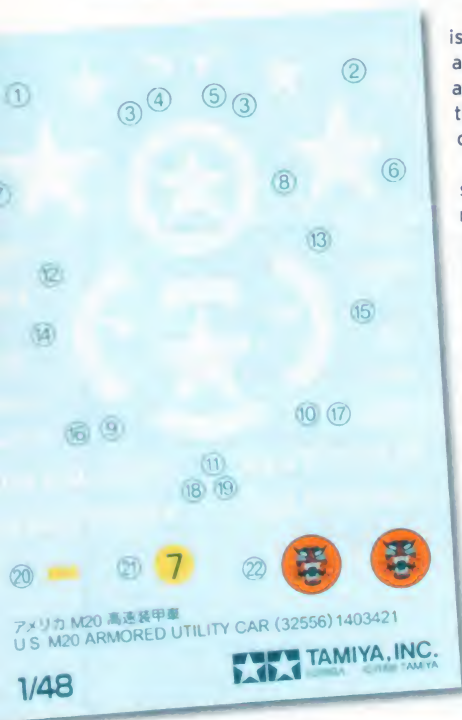 ① ②
③ ④ ⑤ ③
⑥
⑧
⑬
⑫
⑮
⑭
⑩ ⑰
⑯ ⑨
⑪
⑱ ⑲
⑳ ㉑ 7 ㉒
アメリカ M20 高速装甲車
U S M20 ARMORED UTILITY CAR (32556) 1403421
TAMIYA, INC.
1/48
is